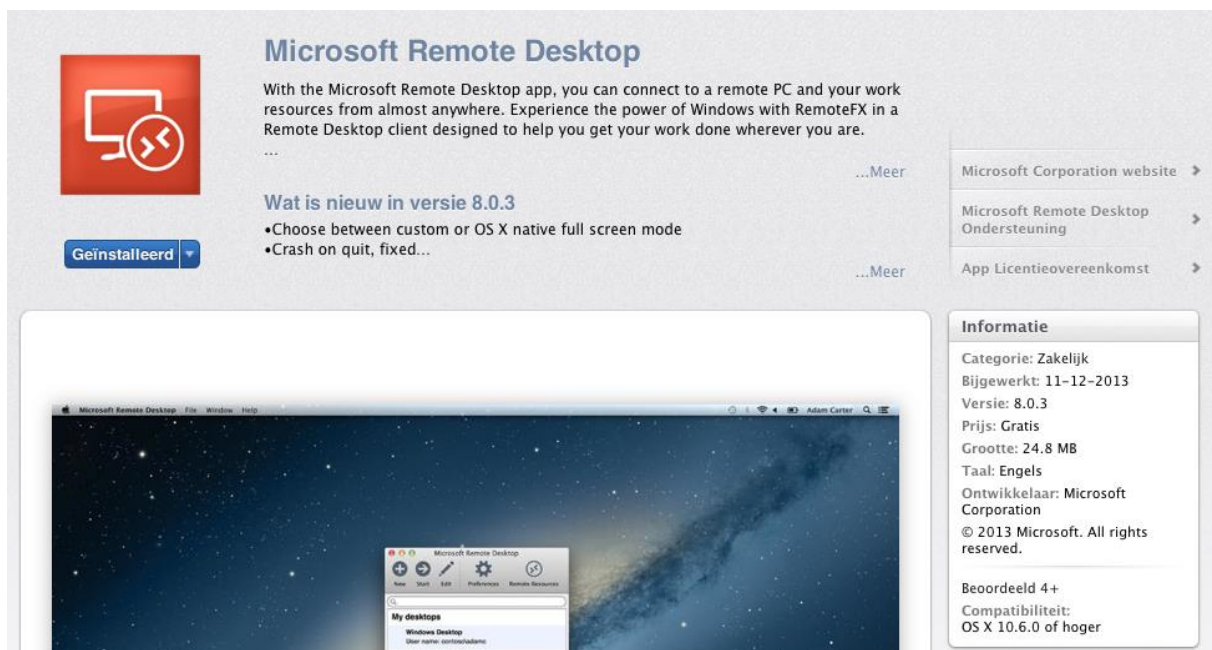 Microsoft Remote Desktop
With the Microsoft Remote Desktop app, you can connect to a remote PC and your work
resources from almost anywhere. Experience the power of Windows with RemoteFX in a
Remote Desktop client designed to help you get your work done wherever you are.
...
...Meer
Wat is nieuw in versie 8.0.3
•Choose between custom or OS X native full screen mode
•Crash on quit, fixed...
...Meer
Geïnstalleerd
Microsoft Corporation website
Microsoft Remote Desktop
Ondersteuning
App Licentieovereenkomst
Informatie
Categorie: Zakelijk
Bijgewerkt: 11-12-2013
Versie: 8.0.3
Prijs: Gratis
Grootte: 24.8 MB
Taal: Engels
Ontwikkelaar: Microsoft
Corporation
© 2013 Microsoft. All rights
reserved.
Beoordeeld 4+
Compatibiliteit:
OS X 10.6.0 of hoger
Microsoft Remote Desktop File Window Help
Adam Carter
Microsoft Remote Desktop
New Start Edit Preferences Remote Resources
My desktops
Windows Desktop
User name: contoso\adamc